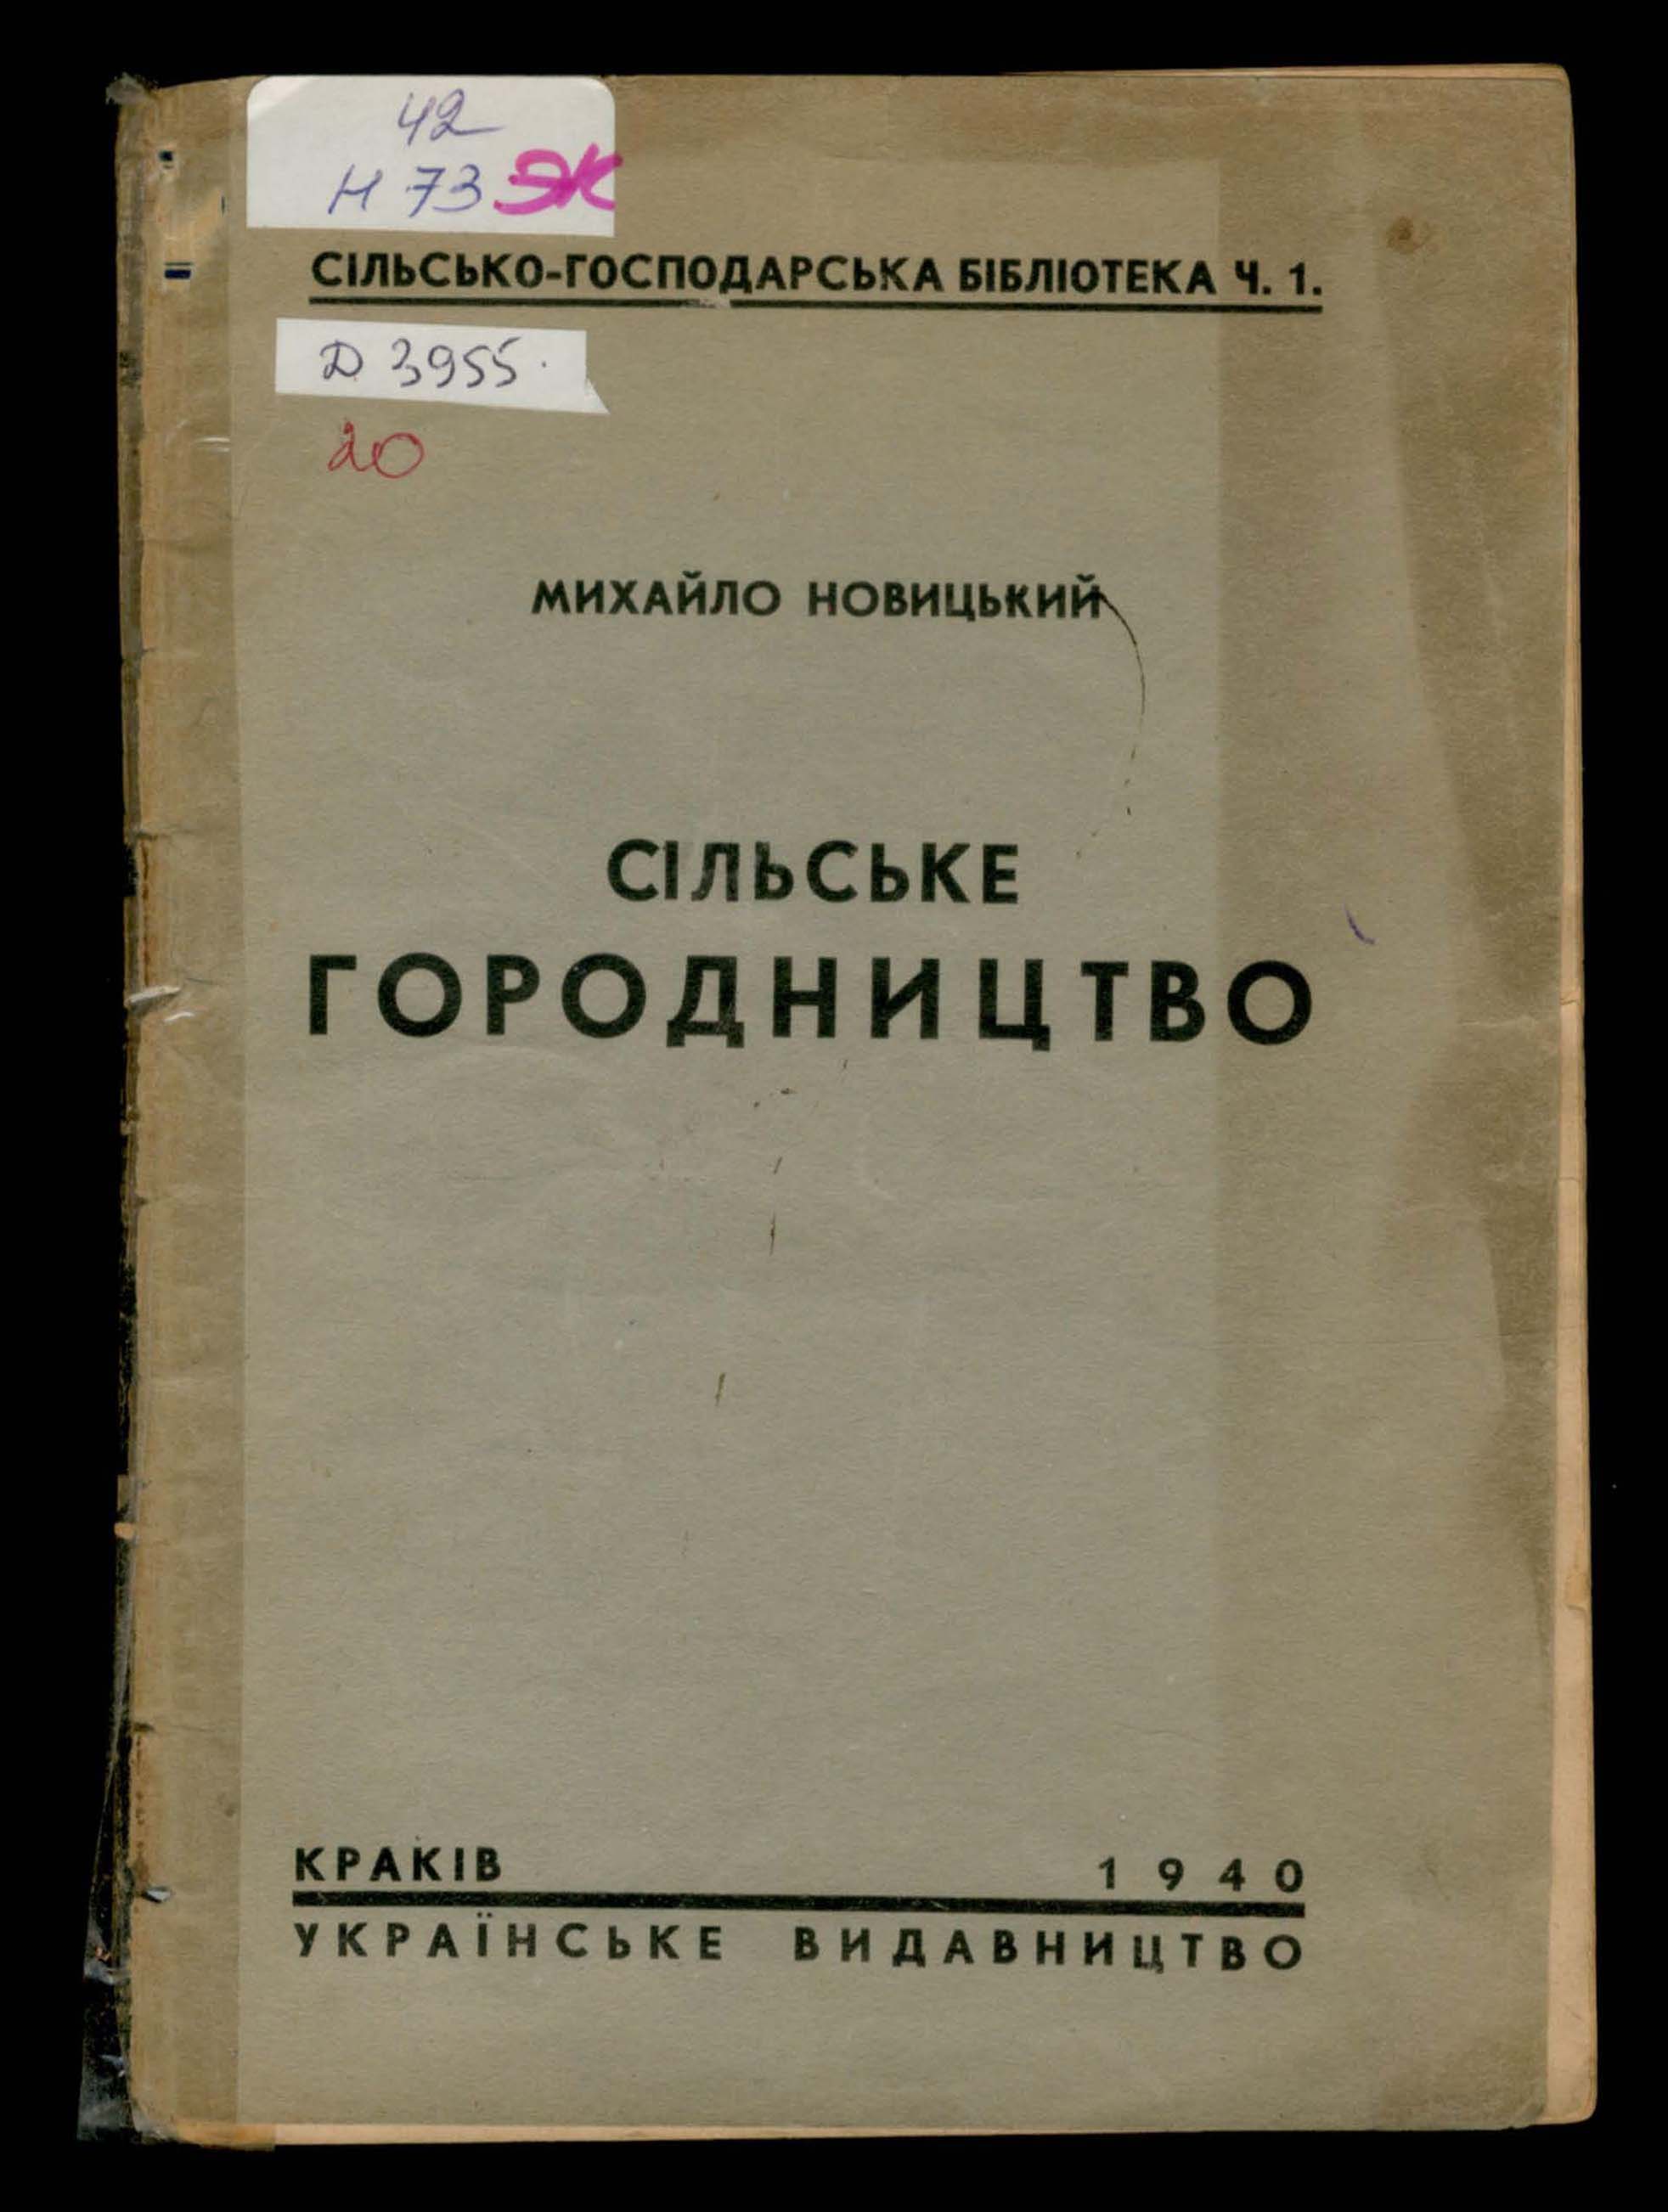 42
Н 73 ЭК
СІЛЬСЬКО-ГОСПОДАРСЬКА БІБЛІОТЕКА Ч. 1.
Д 3955.
20
МИХАЙЛО НОВИЦЬКИЙ
СІЛЬСЬКЕ
ГОРОДНИЦТВО
КРАКІВ 1940
УКРАЇНСЬКЕ ВИДАВНИЦТВО